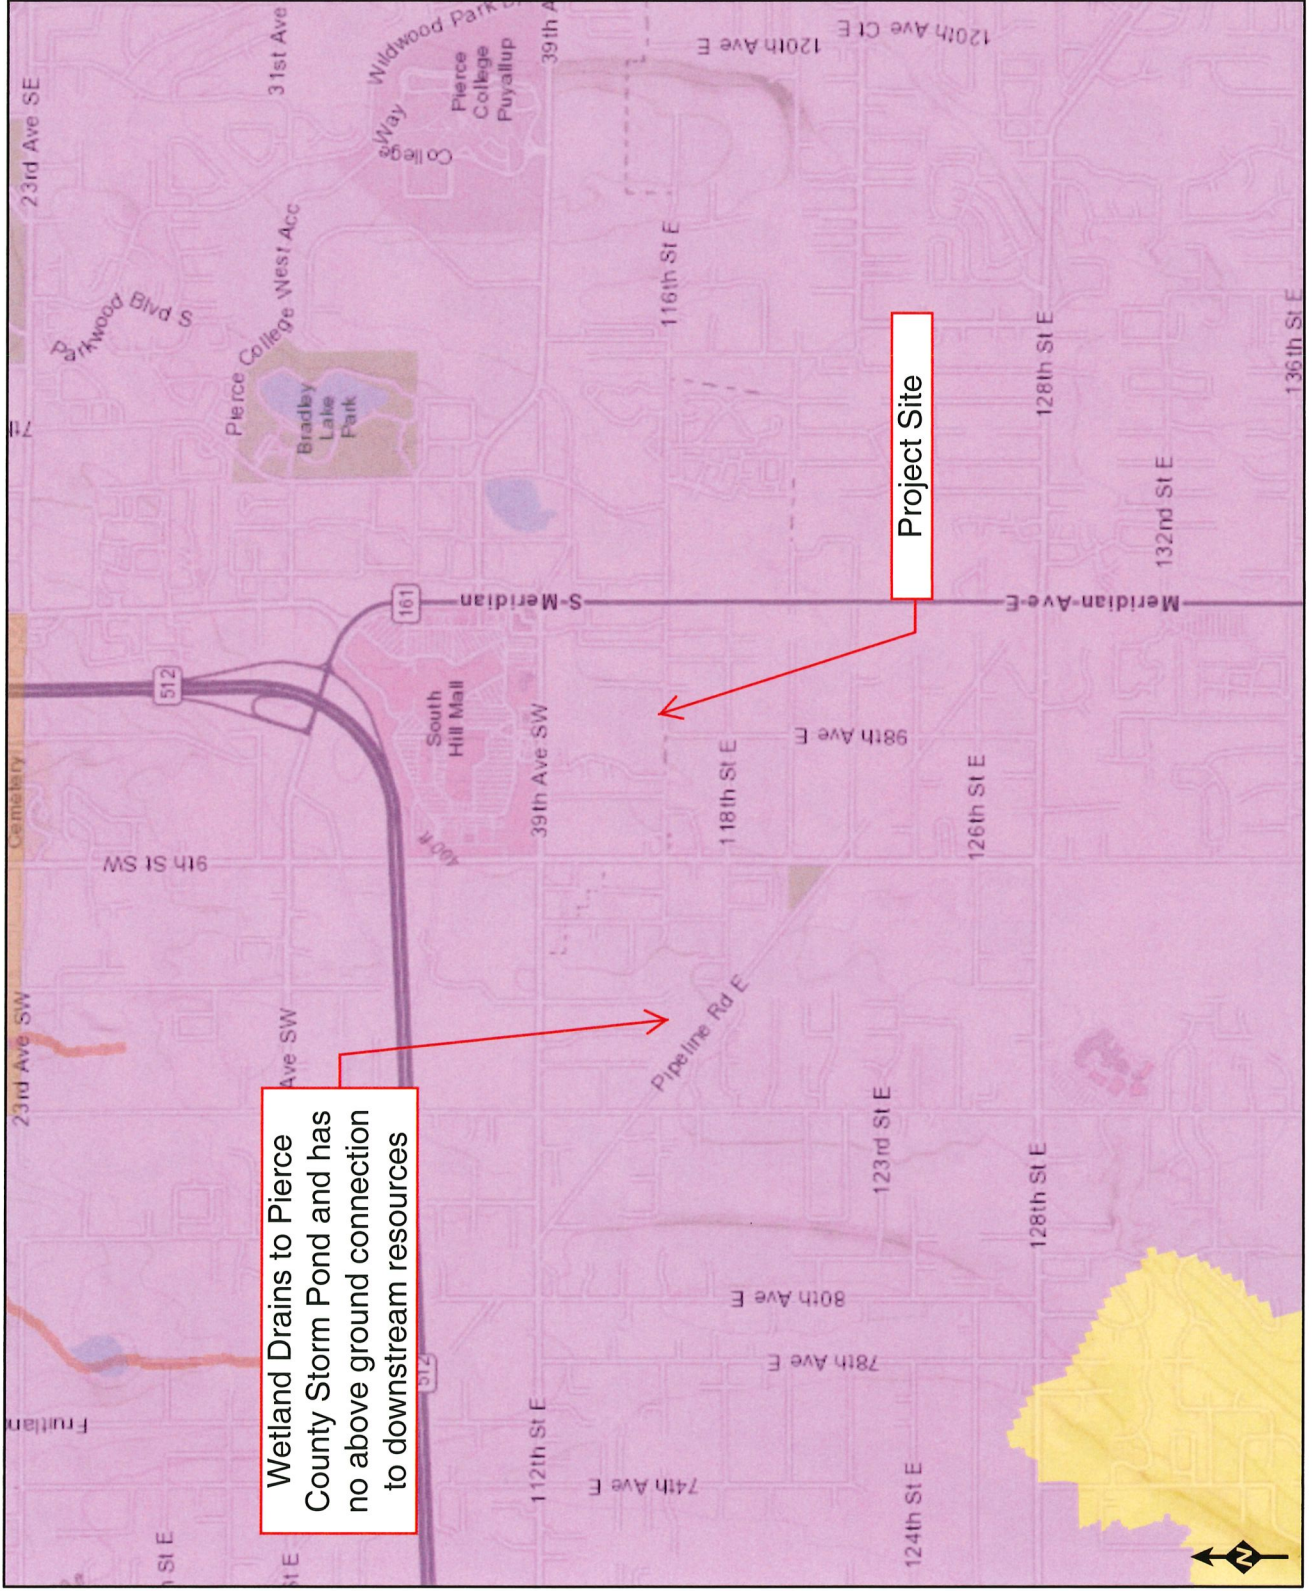 23rd Ave SE
31st Ave
Wildwood Park
Pierce
College
Puyallup
College Way
39th A
120th Ave E
120th Ave Ct E
Parkwood Blvd S
Pierce College West Acc
Bradley
Lake
Park
116th St E
Project Site
128th St E
136th St E
132nd St E
161
S Meridian
Meridian Ave E
512
South
Hill Mall
39th Ave SW
400 ft
118th St E
98th Ave E
126th St E
Cemetery
9th St SW
23rd Ave SW
Ave SW
Pipeline Rd E
Wetland Drains to Pierce
County Storm Pond and has
no above ground connection
to downstream resources
123rd St E
128th St E
512
80th Ave E
78th Ave E
112th St E
74th Ave E
124th St E
St E
St E
N